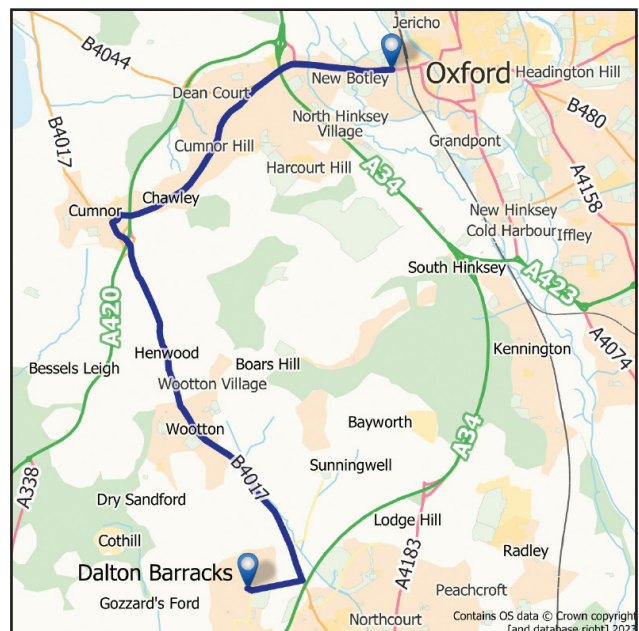 Jericho
B4044
Oxford
New Botley
Headington Hill
Dean Court
B480
North Hinksey
Village
B4017
Cumnor Hill
Grandpont
A34
Harcourt Hill
A4158
Chawley
Cumnor
New Hinksey
Cold Harbour
Iffley
South Hinksey
A423
A420
Henwood
Kennington
A4074
Bessels Leigh
Boars Hill
Wootton Village
Bayworth
Wootton
A34
B4017
Sunningwell
A338
Dry Sandford
Lodge Hill
Cothill
Radley
A4183
Dalton Barracks
Peachcroft
Gozzard's Ford
Northcourt
Contains OS data © Crown copyright
[and database right] 2023